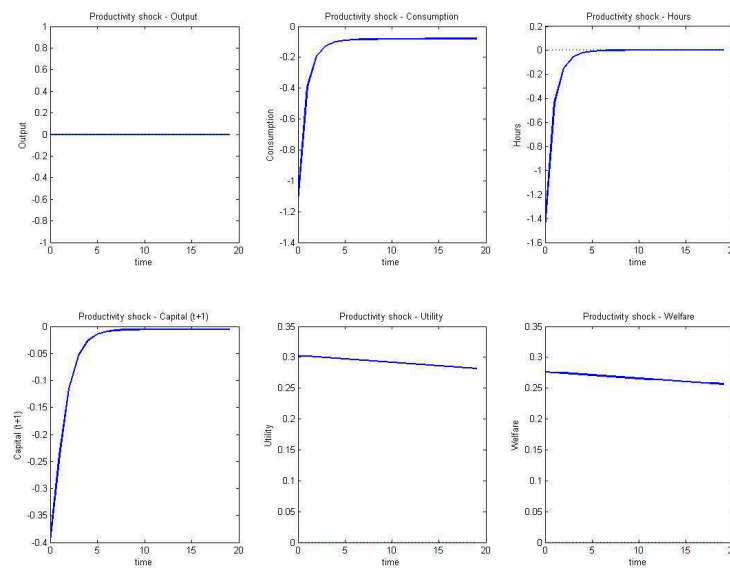 Productivity shock - Output
1
0.8
0.6
0.4
0.2
0
-0.2
-0.4
-0.6
-0.8
-1
0 5 10 15 20
time
Output
Productivity shock - Consumption
0
-0.2
-0.4
-0.6
-0.8
-1
-1.2
-1.4
0 5 10 15 20
time
Consumption
Productivity shock - Hours
0.2
0
-0.2
-0.4
-0.6
-0.8
-1
-1.2
-1.4
-1.6
0 5 10 15 20
time
Hours
Productivity shock - Capital (t+1)
0
-0.05
-0.1
-0.15
-0.2
-0.25
-0.3
-0.35
-0.4
0 5 10 15 20
time
Capital (t+1)
Productivity shock - Utility
0.35
0.3
0.25
0.2
0.15
0.1
0.05
0
0 5 10 15 20
time
Utility
Productivity shock - Welfare
0.35
0.3
0.25
0.2
0.15
0.1
0.05
0
0 5 10 15 20
time
Welfare